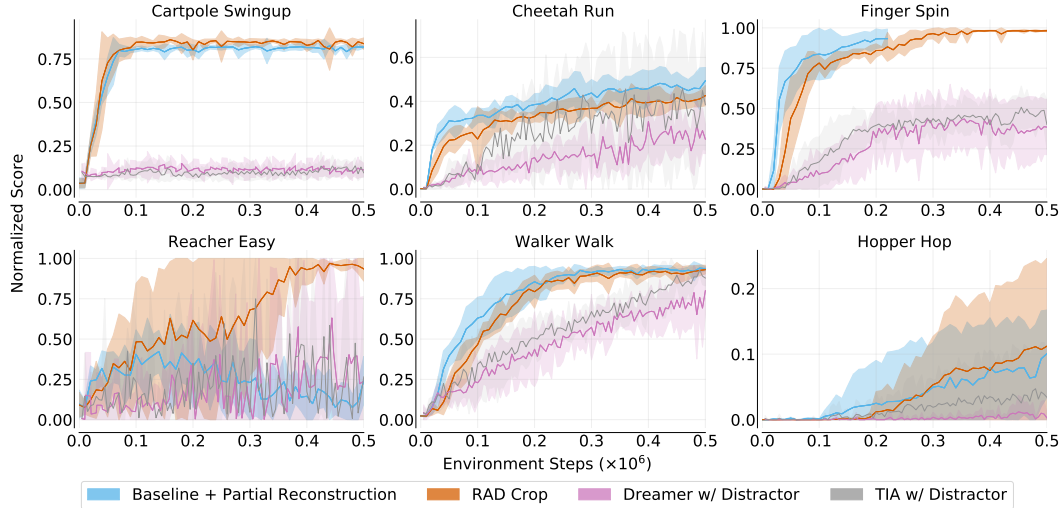 Cartpole Swingup
Cheetah Run
Finger Spin
0.75
0.50
0.25
0.00
0.0 0.1 0.2 0.3 0.4 0.5
0.6
0.4
0.2
0.0
0.0 0.1 0.2 0.3 0.4 0.5
1.00
0.75
0.50
0.25
0.00
0.0 0.1 0.2 0.3 0.4 0.5
Normalized Score
Reacher Easy
Walker Walk
Hopper Hop
1.00
0.75
0.50
0.25
0.00
0.0 0.1 0.2 0.3 0.4 0.5
1.00
0.75
0.50
0.25
0.00
0.0 0.1 0.2 0.3 0.4 0.5
0.2
0.1
0.0
0.0 0.1 0.2 0.3 0.4 0.5
Environment Steps (×10⁶)
Baseline + Partial Reconstruction
RAD Crop
Dreamer w/ Distractor
TIA w/ Distractor